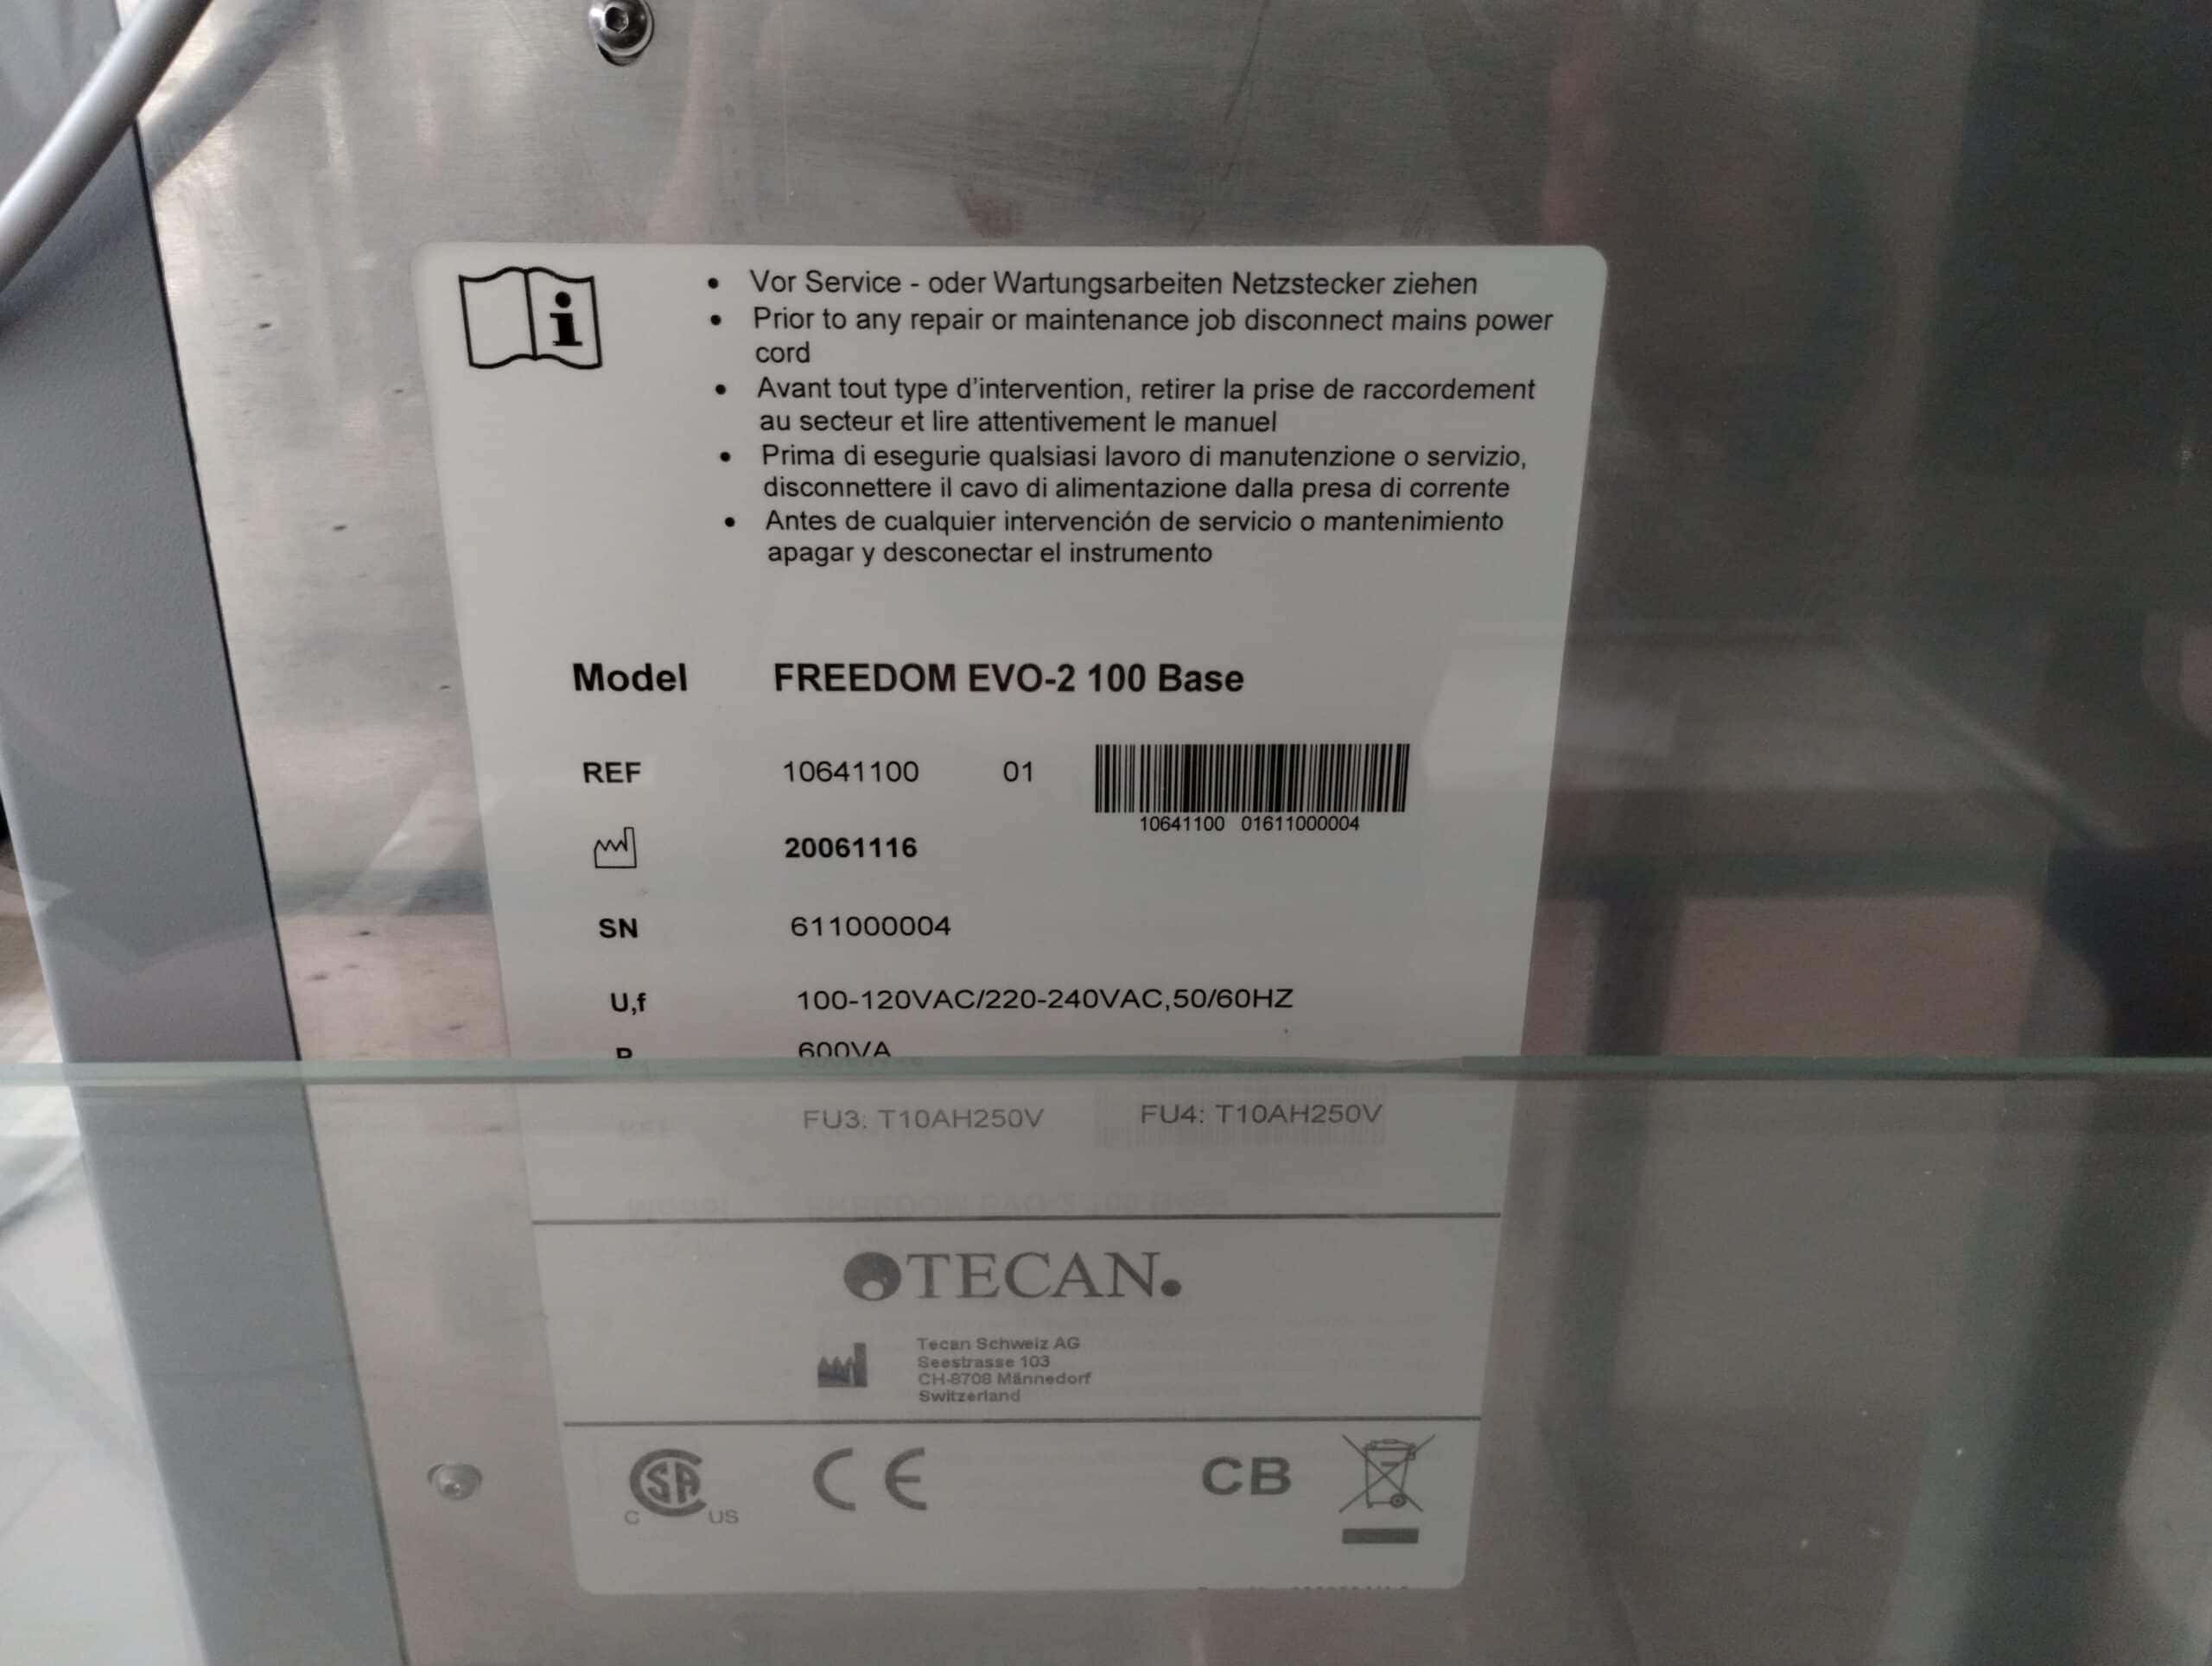 • Vor Service - oder Wartungsarbeiten Netzstecker ziehen
• Prior to any repair or maintenance job disconnect mains power
cord
• Avant tout type d'intervention, retirer la prise de raccordement
au secteur et lire attentivement le manuel
• Prima di esegurie qualsiasi lavoro di manutenzione o servizio,
disconnettere il cavo di alimentazione dalla presa di corrente
• Antes de cualquier intervención de servicio o mantenimiento
apagar y desconectar el instrumento
Model FREEDOM EVO-2 100 Base
REF 10641100 01
10641100 01611000004
20061116
SN 611000004
U,f 100-120VAC/220-240VAC,50/60HZ
P 600VA
FU3: T10AH250V FU4: T10AH250V
TECAN.
Tecan Schweiz AG
Seestrasse 103
CH-8708 Männedorf
Switzerland
C SA US CE CB